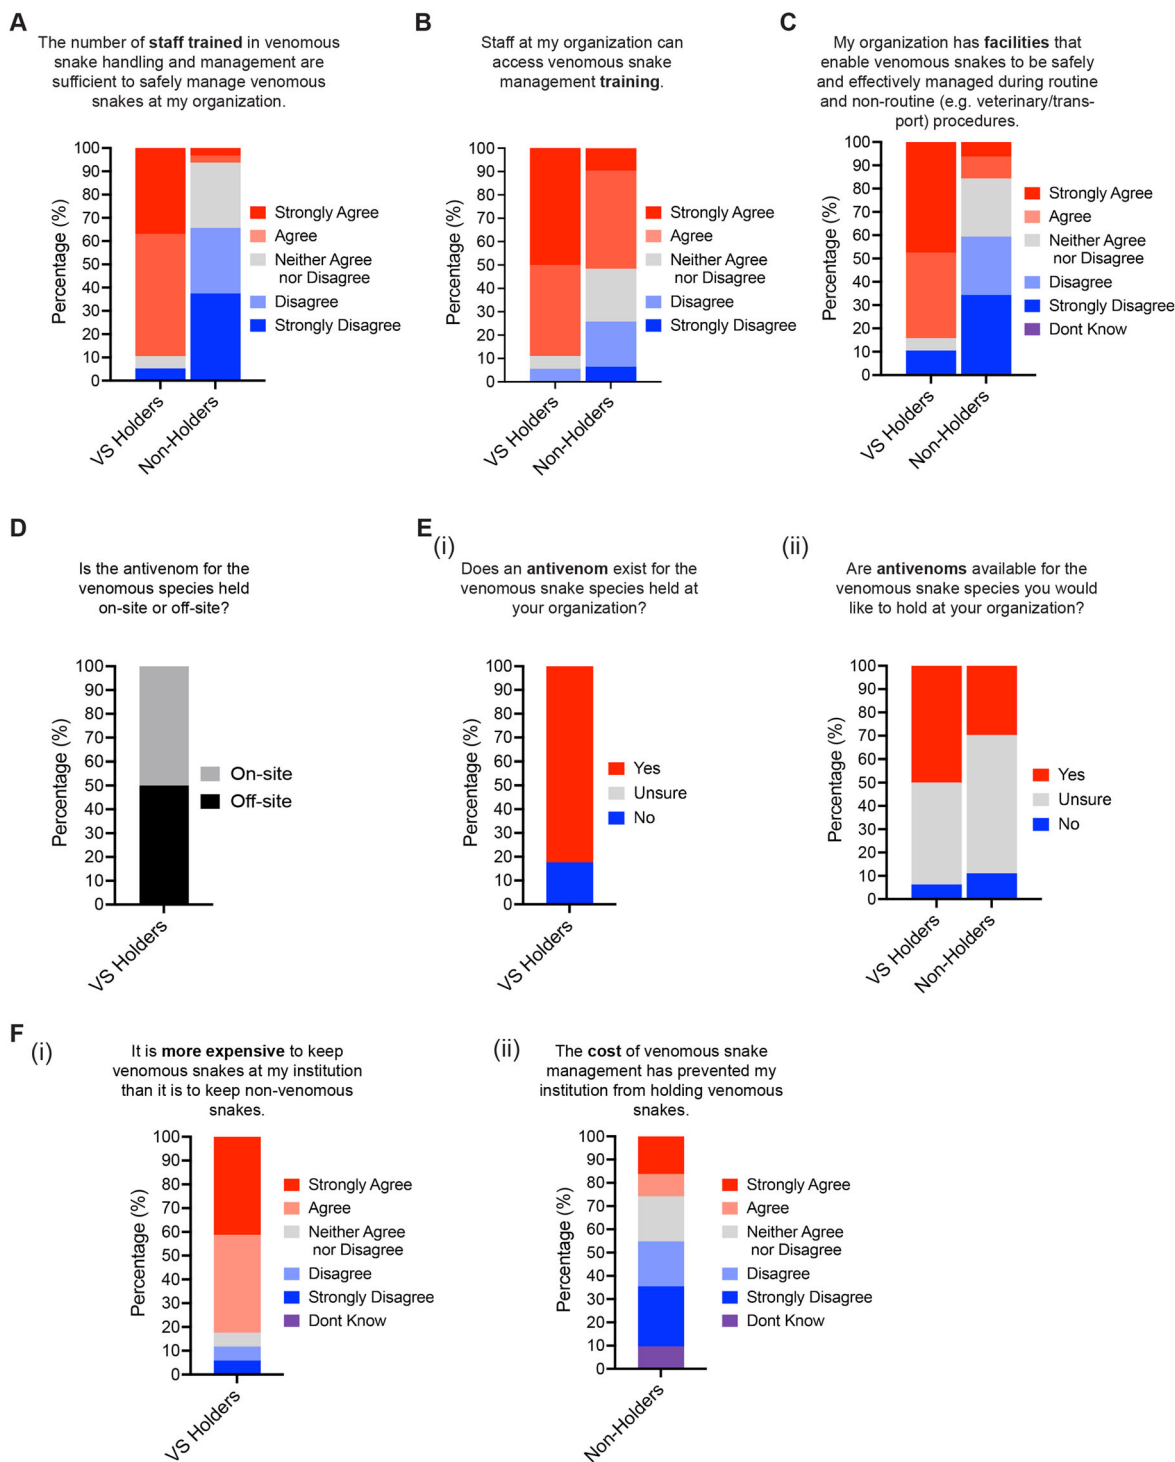 A
The number of staff trained in venomous
snake handling and management are
sufficient to safely manage venomous
snakes at my organization.
100
90
80
70
60
50
40
30
20
10
0
Percentage (%)
VS Holders
Non-Holders
Strongly Agree
Agree
Neither Agree
nor Disagree
Disagree
Strongly Disagree
B
Staff at my organization can
access venomous snake
management training.
100
90
80
70
60
50
40
30
20
10
0
Percentage (%)
VS Holders
Non-Holders
Strongly Agree
Agree
Neither Agree
nor Disagree
Disagree
Strongly Disagree
C
My organization has facilities that
enable venomous snakes to be safely
and effectively managed during routine
and non-routine (e.g. veterinary/trans-
port) procedures.
100
90
80
70
60
50
40
30
20
10
0
Percentage (%)
VS Holders
Non-Holders
Strongly Agree
Agree
Neither Agree
nor Disagree
Disagree
Strongly Disagree
Dont Know
D
Is the antivenom for the
venomous species held
on-site or off-site?
100
90
80
70
60
50
40
30
20
10
0
Percentage (%)
VS Holders
On-site
Off-site
E
(i)
Does an antivenom exist for the
venomous snake species held at
your organization?
100
90
80
70
60
50
40
30
20
10
0
Percentage (%)
VS Holders
Yes
Unsure
No
(ii)
Are antivenoms available for the
venomous snake species you would
like to hold at your organization?
100
90
80
70
60
50
40
30
20
10
0
Percentage (%)
VS Holders
Non-Holders
Yes
Unsure
No
F
(i)
It is more expensive to keep
venomous snakes at my institution
than it is to keep non-venomous
snakes.
100
90
80
70
60
50
40
30
20
10
0
Percentage (%)
VS Holders
Strongly Agree
Agree
Neither Agree
nor Disagree
Disagree
Strongly Disagree
Dont Know
(ii)
The cost of venomous snake
management has prevented my
institution from holding venomous
snakes.
100
90
80
70
60
50
40
30
20
10
0
Percentage (%)
Non-Holders
Strongly Agree
Agree
Neither Agree
nor Disagree
Disagree
Strongly Disagree
Dont Know